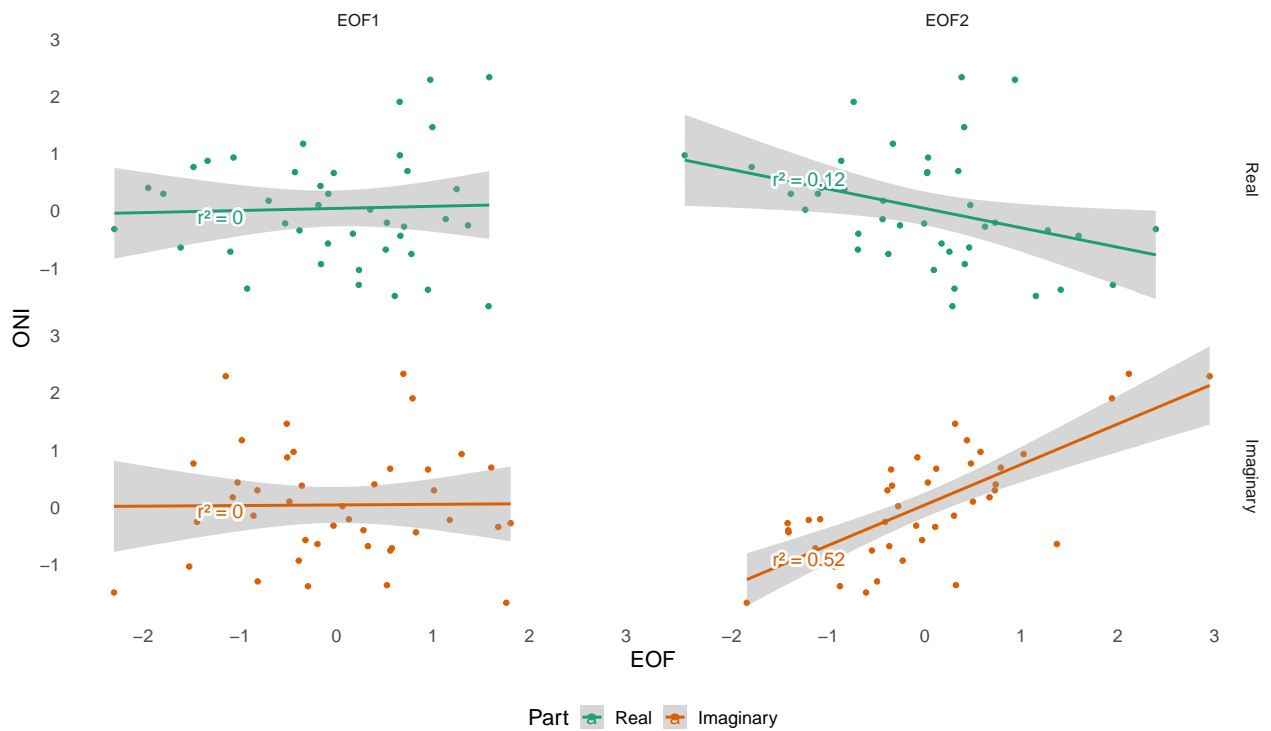 EOF1 EOF2
3
2
1
0
−1
r² = 0
r² = 0.12
Real
ONI
3
2
1
0
−1
r² = 0
r² = 0.52
Imaginary
−2 −1 0 1 2 3 −2 −1 0 1 2 3
EOF
Part a Real a Imaginary